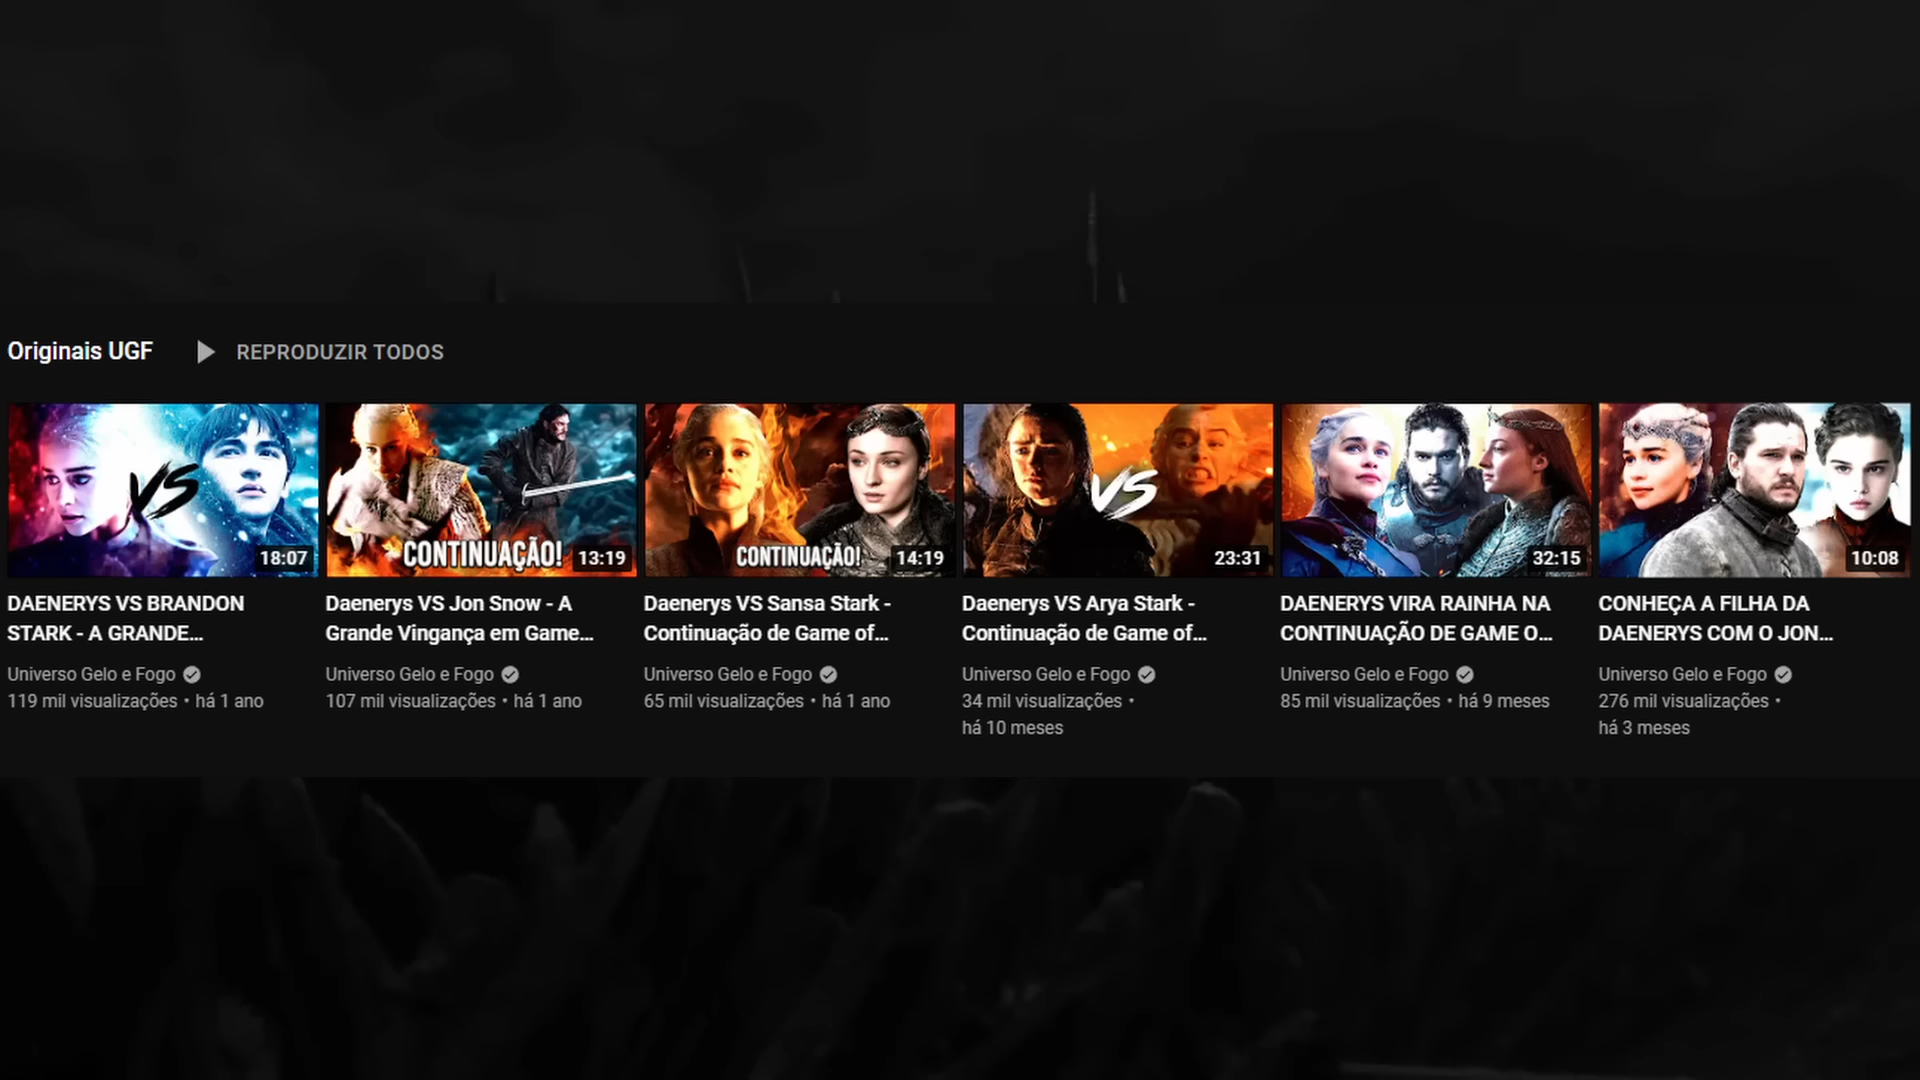 Originais UGF
REPRODUZIR TODOS
VS
18:07
CONTINUAÇÃO!
13:19
CONTINUAÇÃO!
14:19
VS
23:31
32:15
10:08
DAENERYS VS BRANDON
STARK - A GRANDE...
Universo Gelo e Fogo
119 mil visualizações • há 1 ano
Daenerys VS Jon Snow - A
Grande Vingança em Game...
Universo Gelo e Fogo
107 mil visualizações • há 1 ano
Daenerys VS Sansa Stark -
Continuação de Game of...
Universo Gelo e Fogo
65 mil visualizações • há 1 ano
Daenerys VS Arya Stark -
Continuação de Game of...
Universo Gelo e Fogo
34 mil visualizações •
há 10 meses
DAENERYS VIRA RAINHA NA
CONTINUAÇÃO DE GAME O...
Universo Gelo e Fogo
85 mil visualizações • há 9 meses
CONHEÇA A FILHA DA
DAENERYS COM O JON...
Universo Gelo e Fogo
276 mil visualizações •
há 3 meses